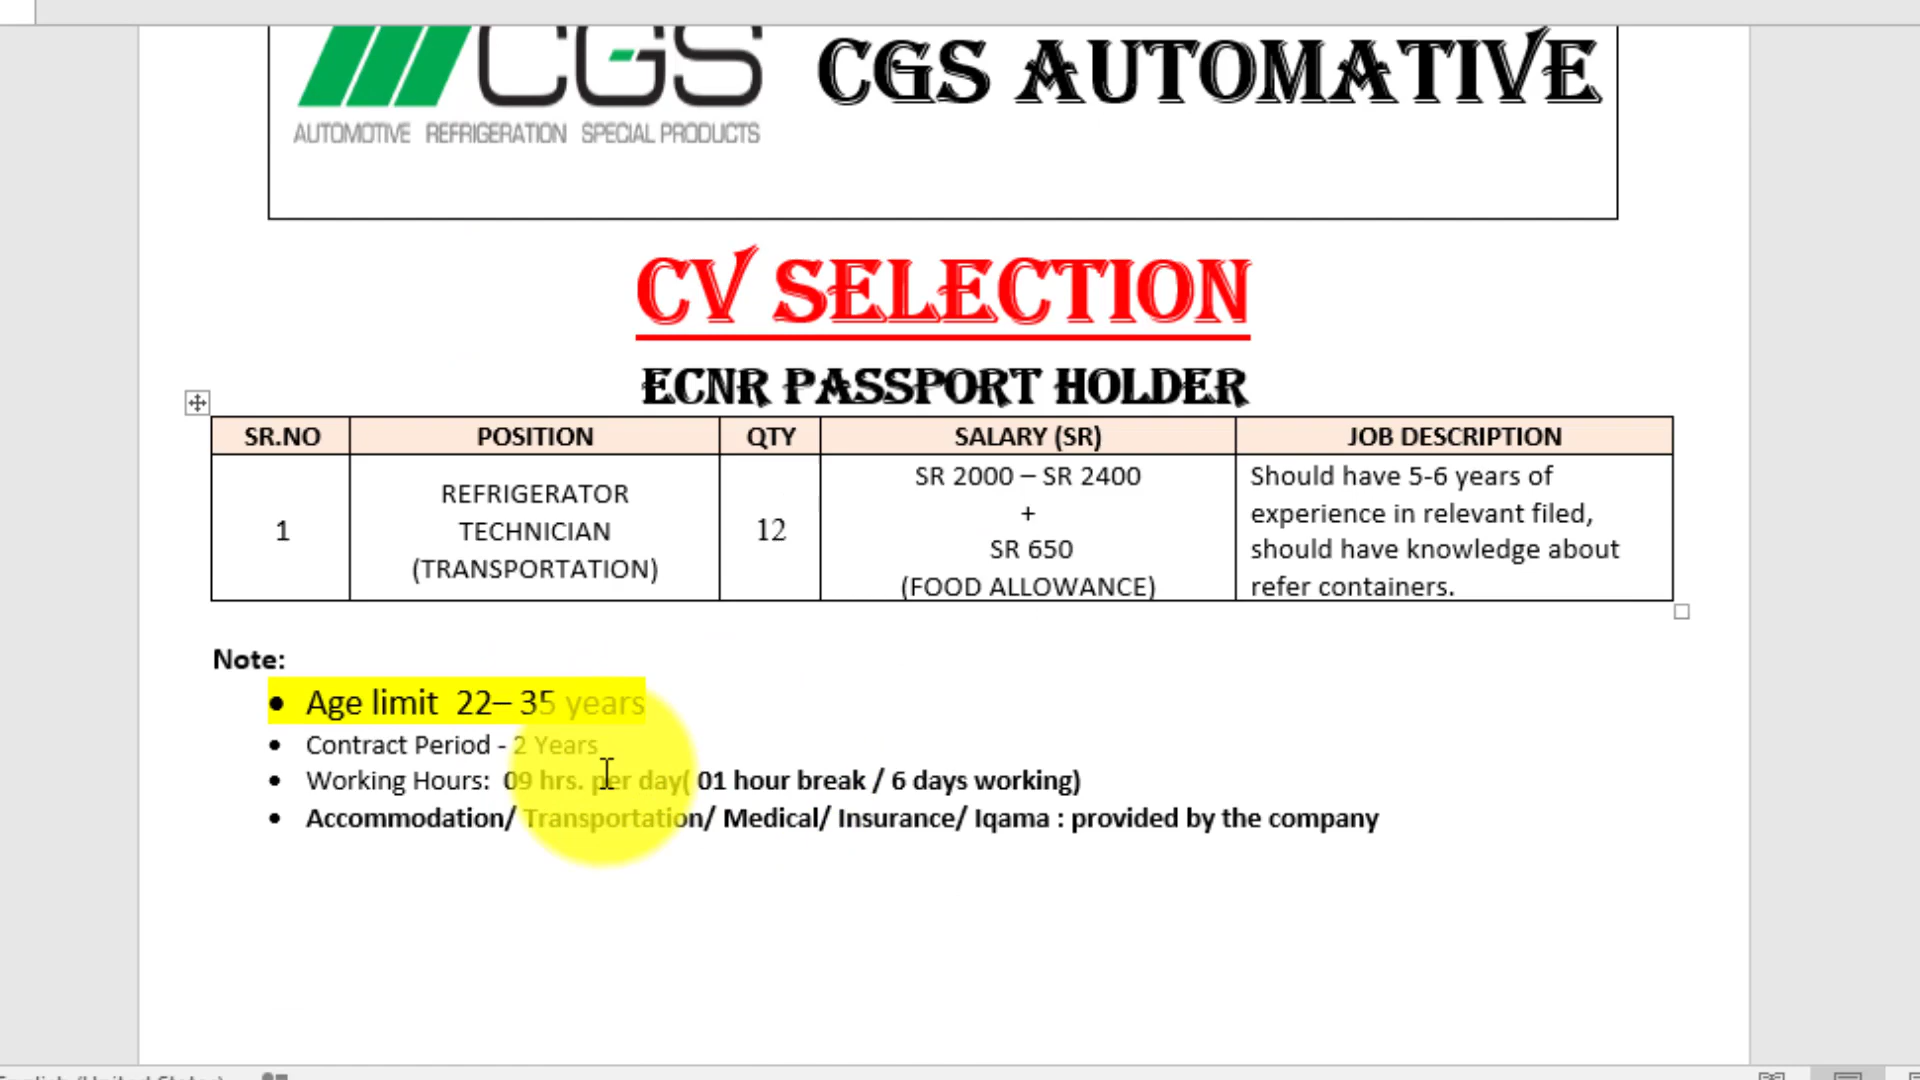 CGS
CGS AUTOMATIVE
AUTOMOTIVE REFRIGERATION SPECIAL PRODUCTS
CV SELECTION
ECNR PASSPORT HOLDER
SR.NO POSITION QTY SALARY (SR) JOB DESCRIPTION
1
REFRIGERATOR
TECHNICIAN
(TRANSPORTATION)
12
SR 2000 – SR 2400
+
SR 650
(FOOD ALLOWANCE)
Should have 5-6 years of
experience in relevant filed,
should have knowledge about
refer containers.
Note:
• Age limit 22– 35 years
• Contract Period - 2 Years
• Working Hours: 09 hrs. per day( 01 hour break / 6 days working)
• Accommodation/ Transportation/ Medical/ Insurance/ Iqama : provided by the company